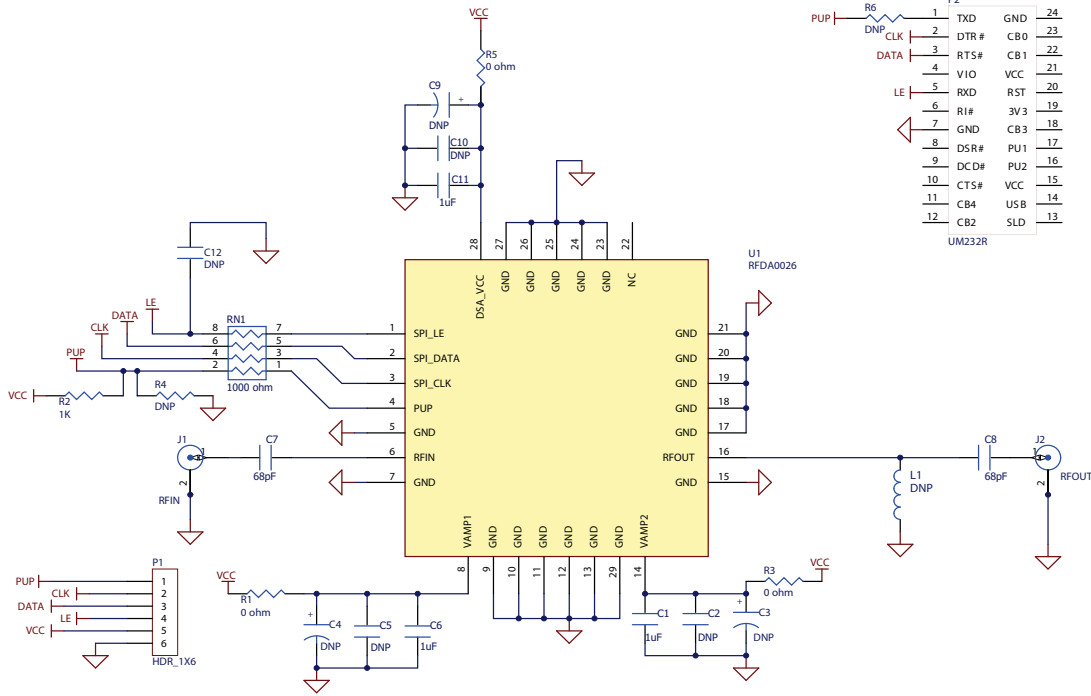 VCC
R5
0 ohm
C9
+
DNP
C10
DNP
C11
1uF
PUP
R6
DNP
CLK
DATA
LE
1 TXD GND 24
2 DTR# CB0 23
3 RTS# CB1 22
4 VIO VCC 21
5 RXD RST 20
6 RI# 3V3 19
7 GND CB3 18
8 DSR# PU1 17
9 DCD# PU2 16
10 CTS# VCC 15
11 CB4 USB 14
12 CB2 SLD 13
UM232R
C12
DNP
LE
DATA
CLK
PUP
RN1
8 7
6 5
4 3
2 1
1000 ohm
VCC
R2
1K
R4
DNP
U1
RFDA0026
28 DSA_VCC
27 GND
26 GND
25 GND
24 GND
23 GND
22 NC
1 SPI_LE
2 SPI_DATA
3 SPI_CLK
4 PUP
5 GND
6 RFIN
7 GND
GND 21
GND 20
GND 19
GND 18
GND 17
RFOUT 16
GND 15
VAMP1 8
GND 9
GND 10
GND 11
GND 12
GND 13
GND 29
VAMP2 14
J1
1
2
RFIN
C7
68pF
L1
DNP
C8
68pF
J2
1
2
RFOUT
P1
PUP 1
CLK 2
DATA 3
LE 4
VCC 5
6
HDR_1X6
VCC
R1
0 ohm
+
C4
DNP
C5
DNP
C6
1uF
C1
1uF
C2
DNP
+
C3
DNP
R3
0 ohm
VCC